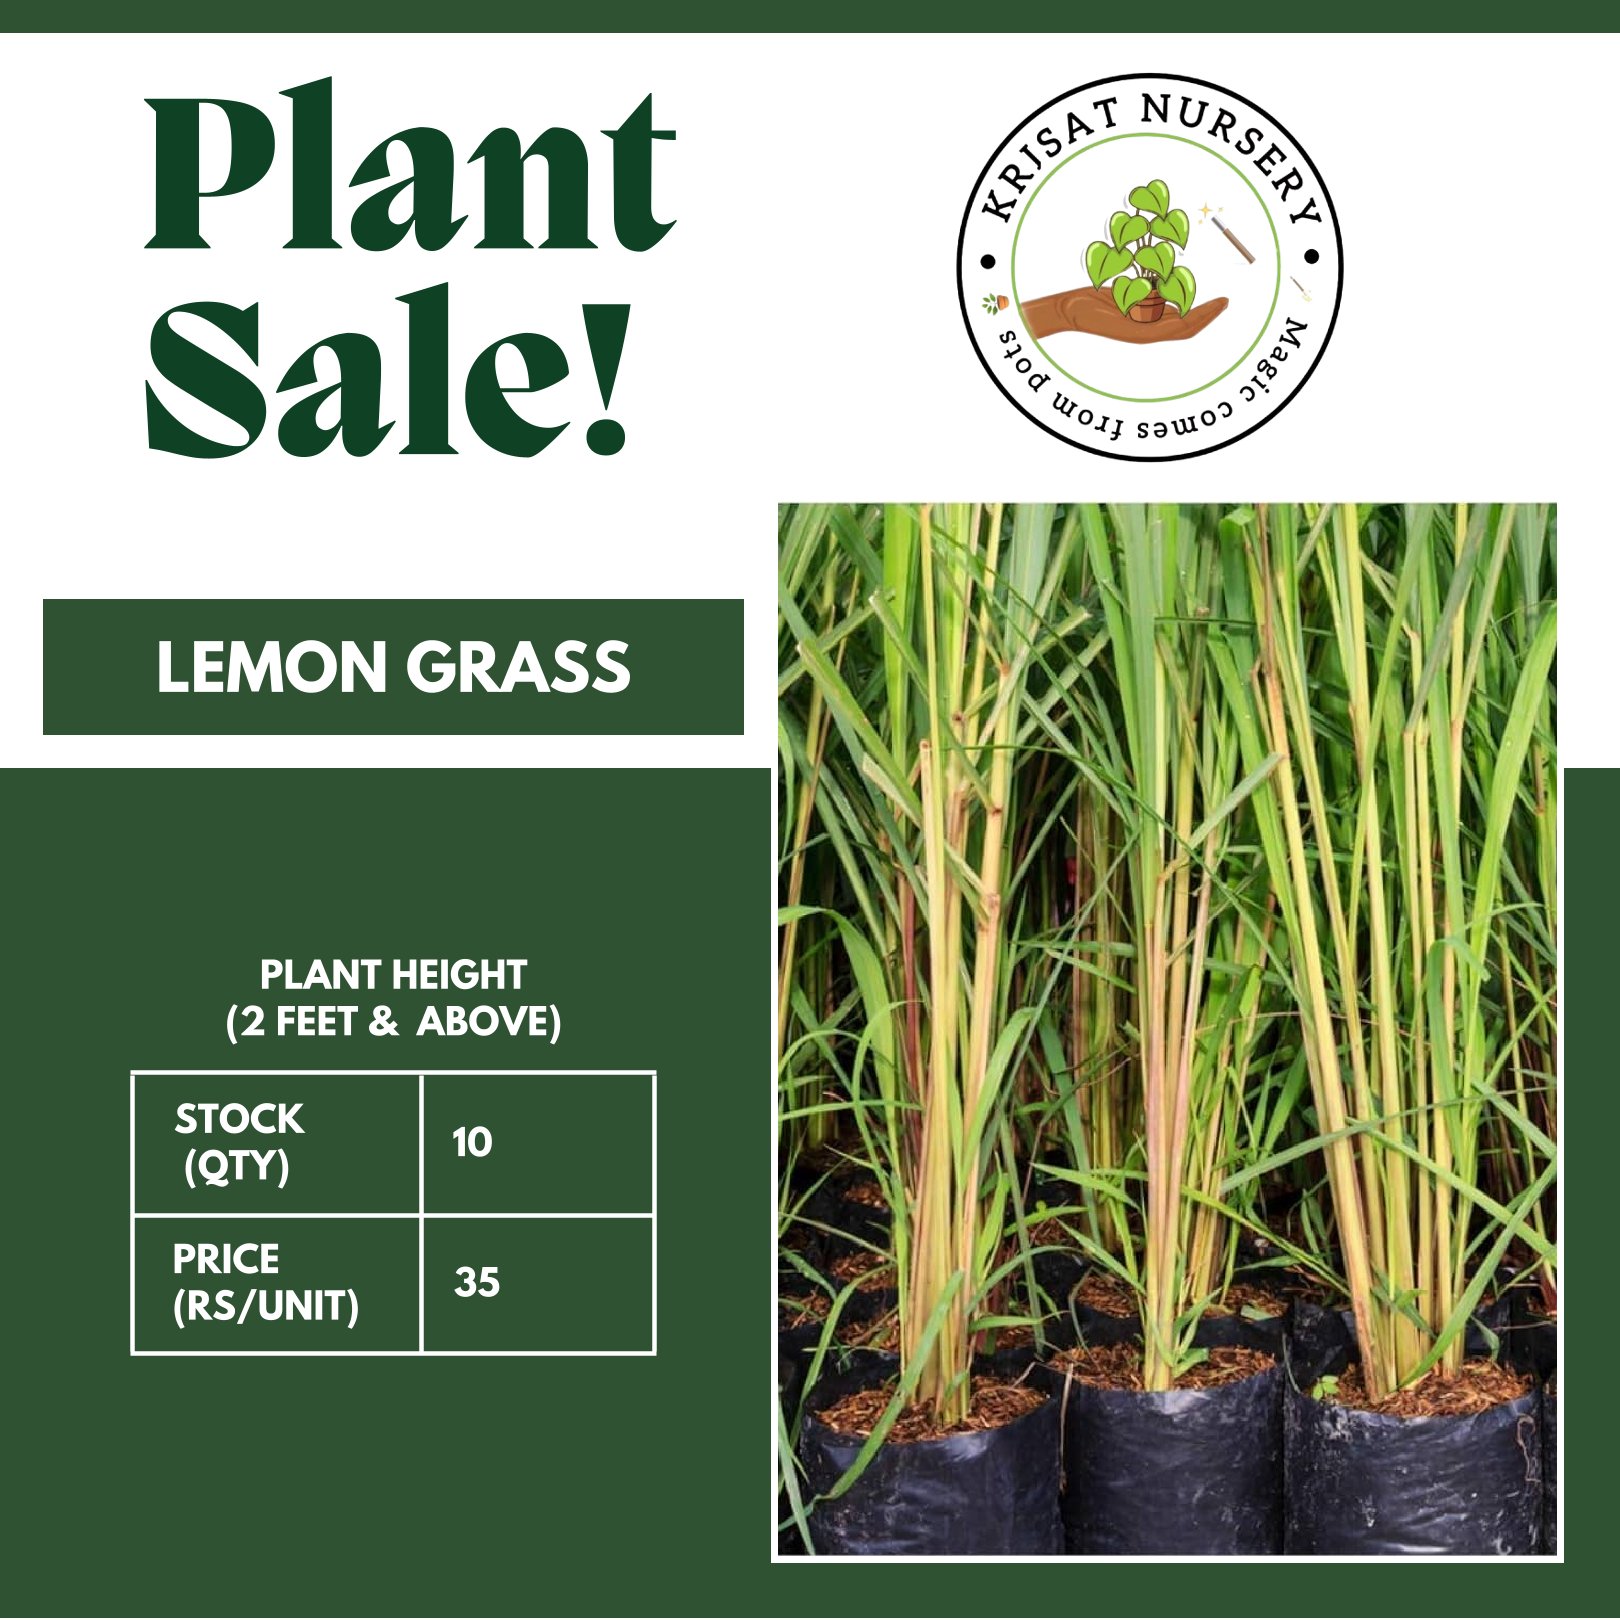 Plant
Sale!
KRJSAT NURSERY
Magic comes from pots
LEMON GRASS
PLANT HEIGHT
(2 FEET & ABOVE)
STOCK
(QTY)
10
PRICE
(RS/UNIT)
35